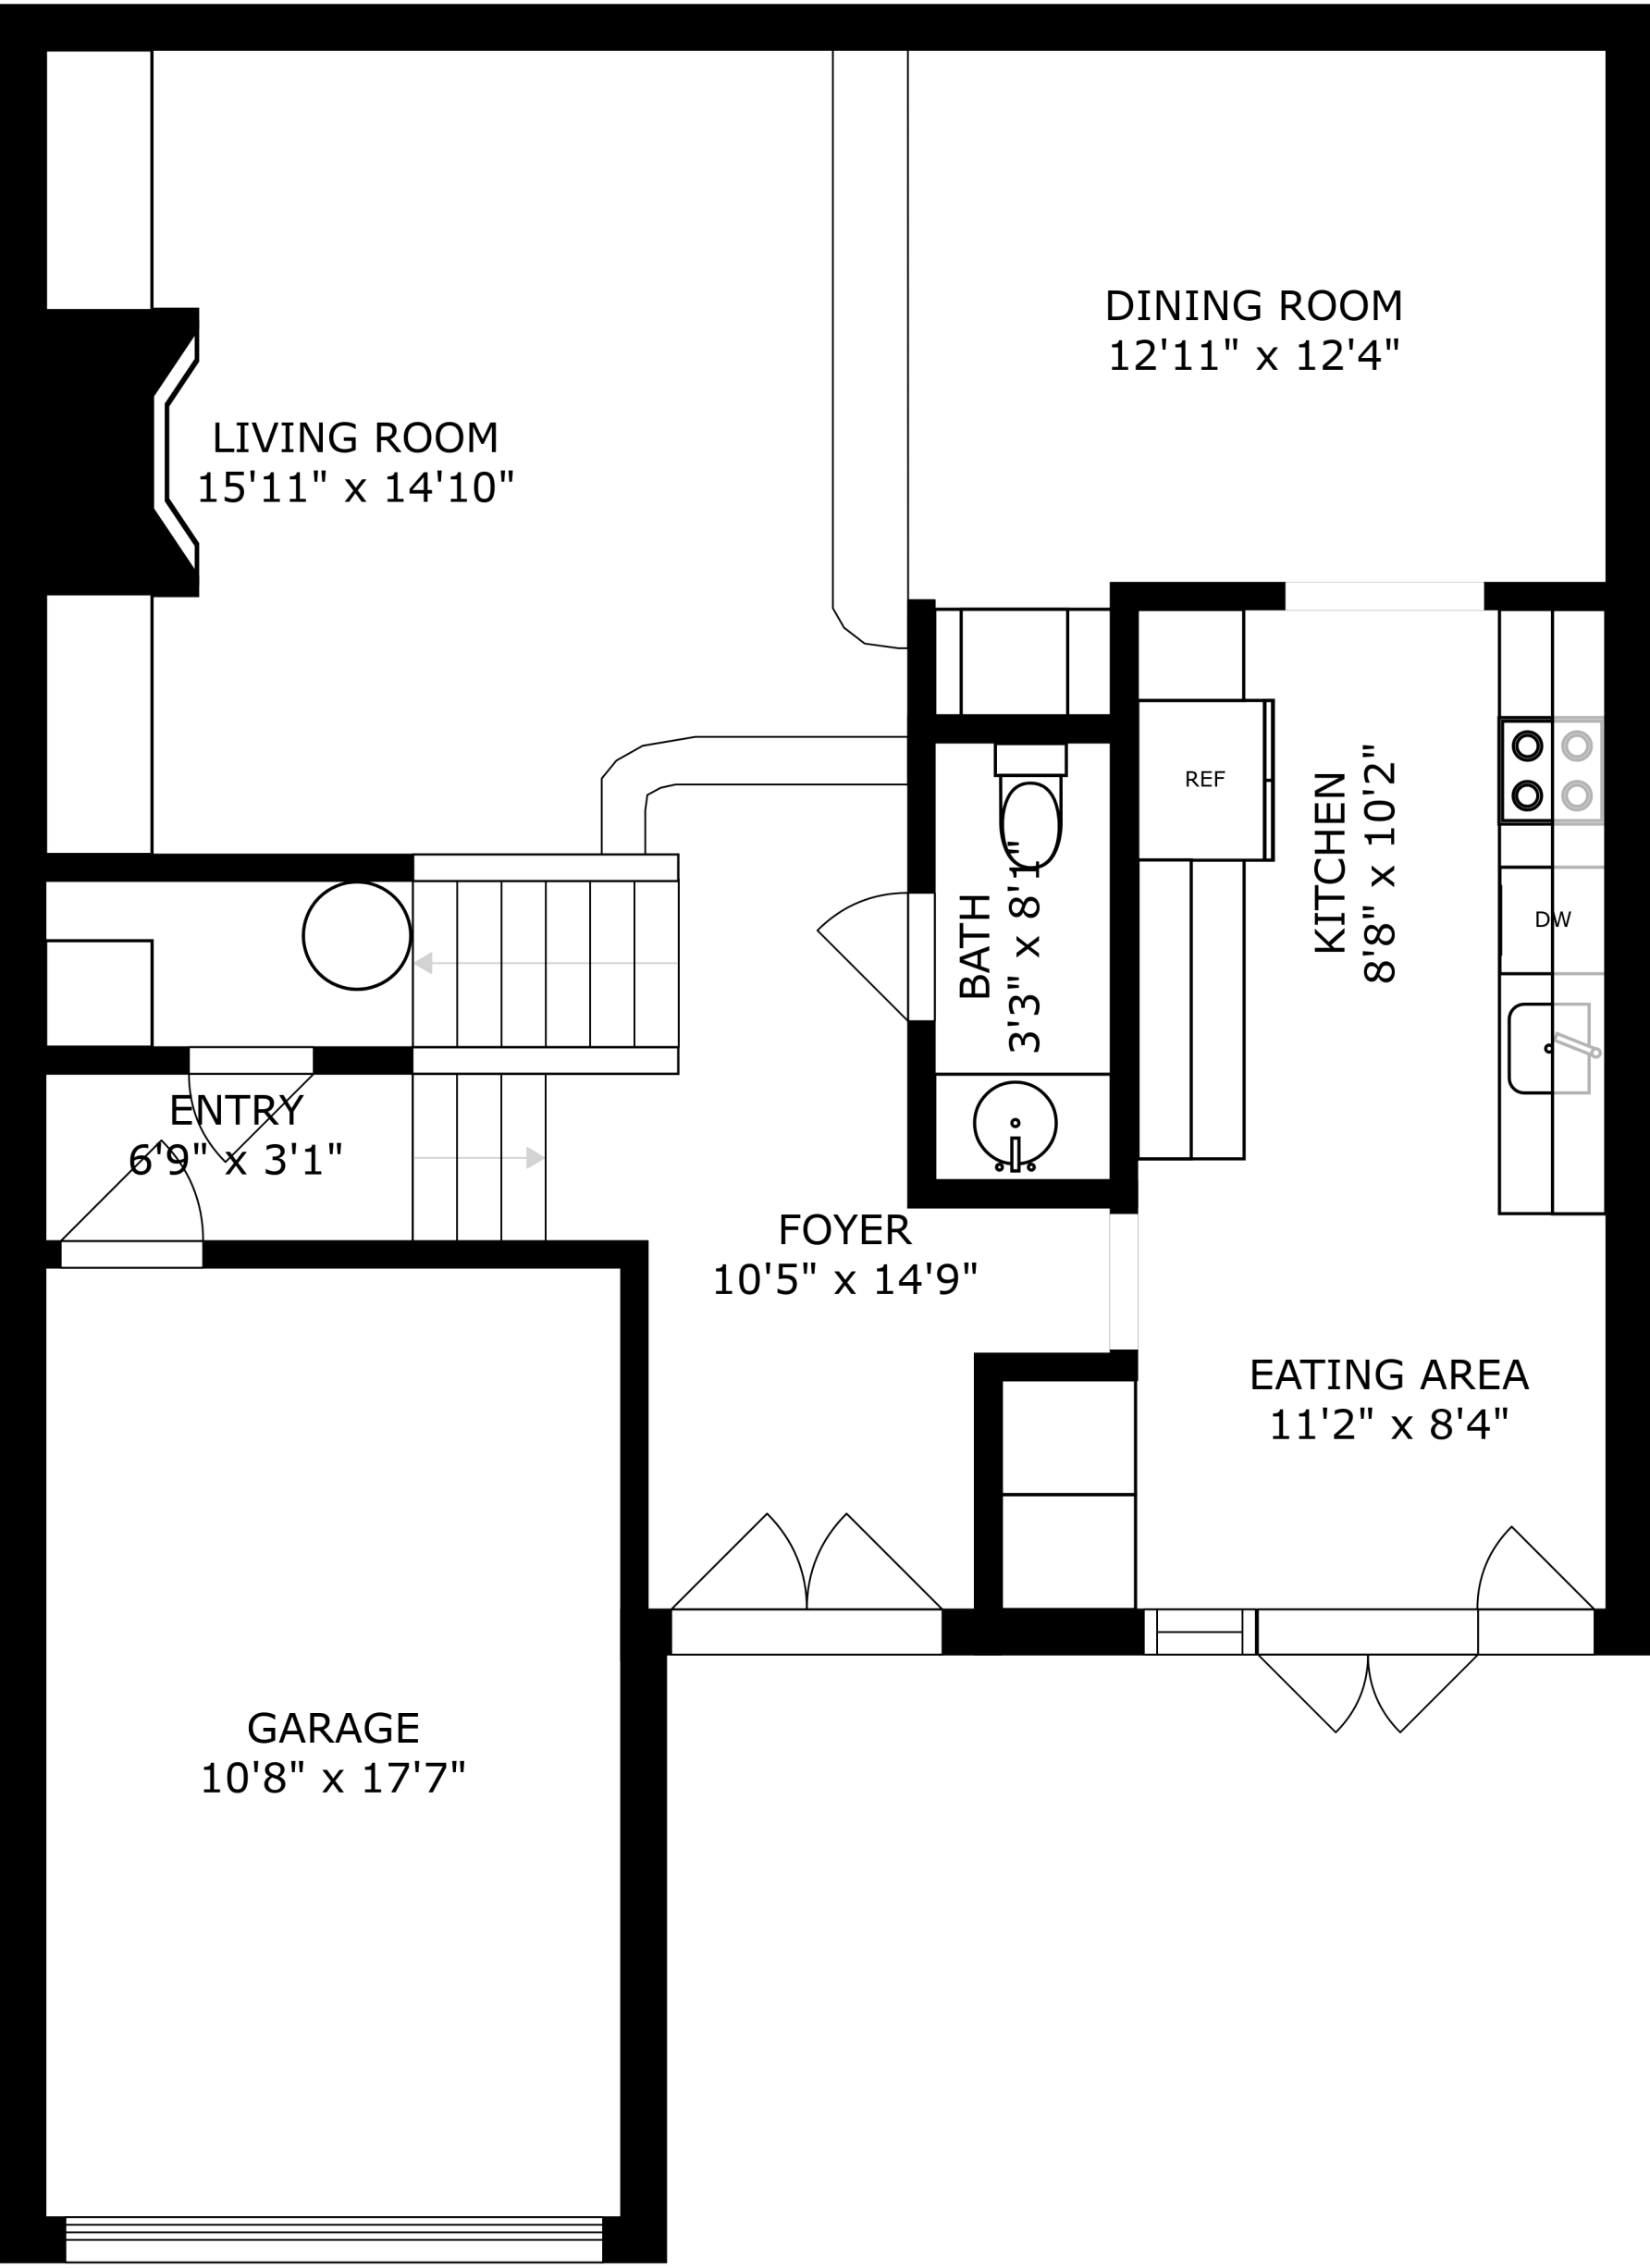 DINING ROOM
12'11" x 12'4"
LIVING ROOM
15'11" x 14'10"
REF
KITCHEN
8'8" x 10'2"
BATH
3'3" x 8'1"
DW
ENTRY
6'9" x 3'1"
FOYER
10'5" x 14'9"
EATING AREA
11'2" x 8'4"
GARAGE
10'8" x 17'7"